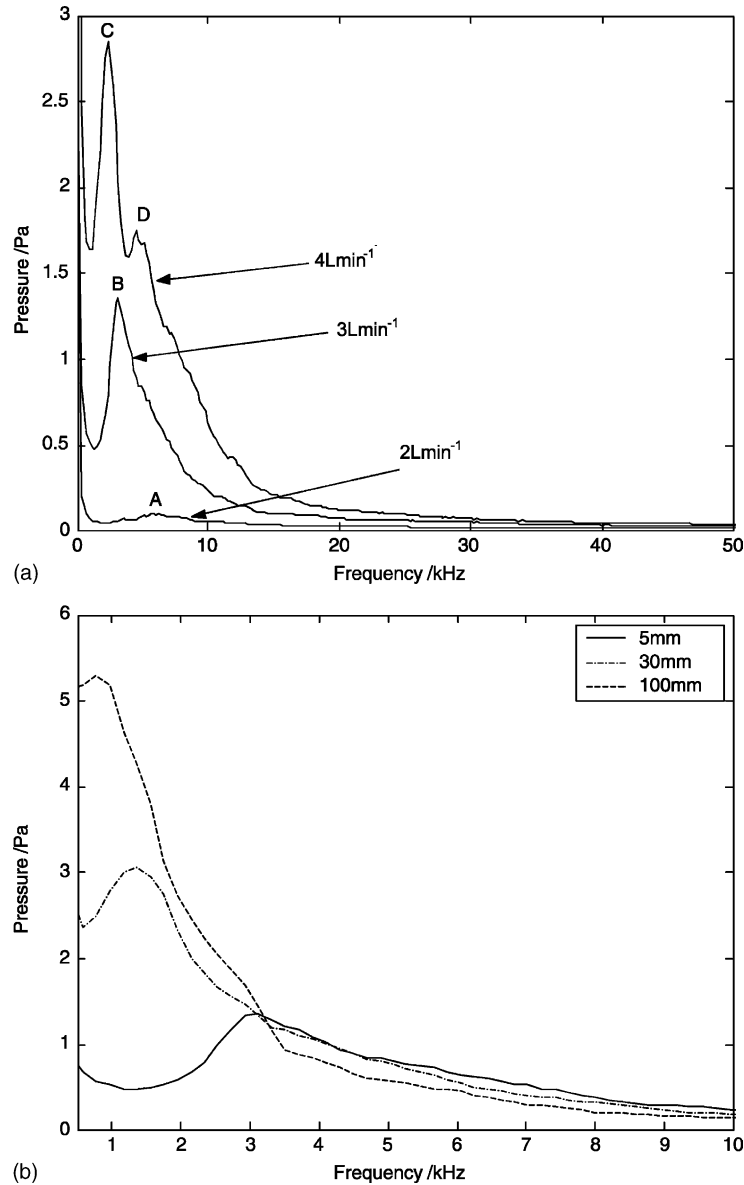 3
C
2.5
2
D
Pressure /Pa
4Lmin-1
1.5
B
3Lmin-1
1
0.5
2Lmin-1
A
0
0 10 20 30 40 50
(a)
Frequency /kHz
6
5mm
30mm
100mm
5
4
Pressure /Pa
3
2
1
0
1 2 3 4 5 6 7 8 9 10
(b)
Frequency /kHz